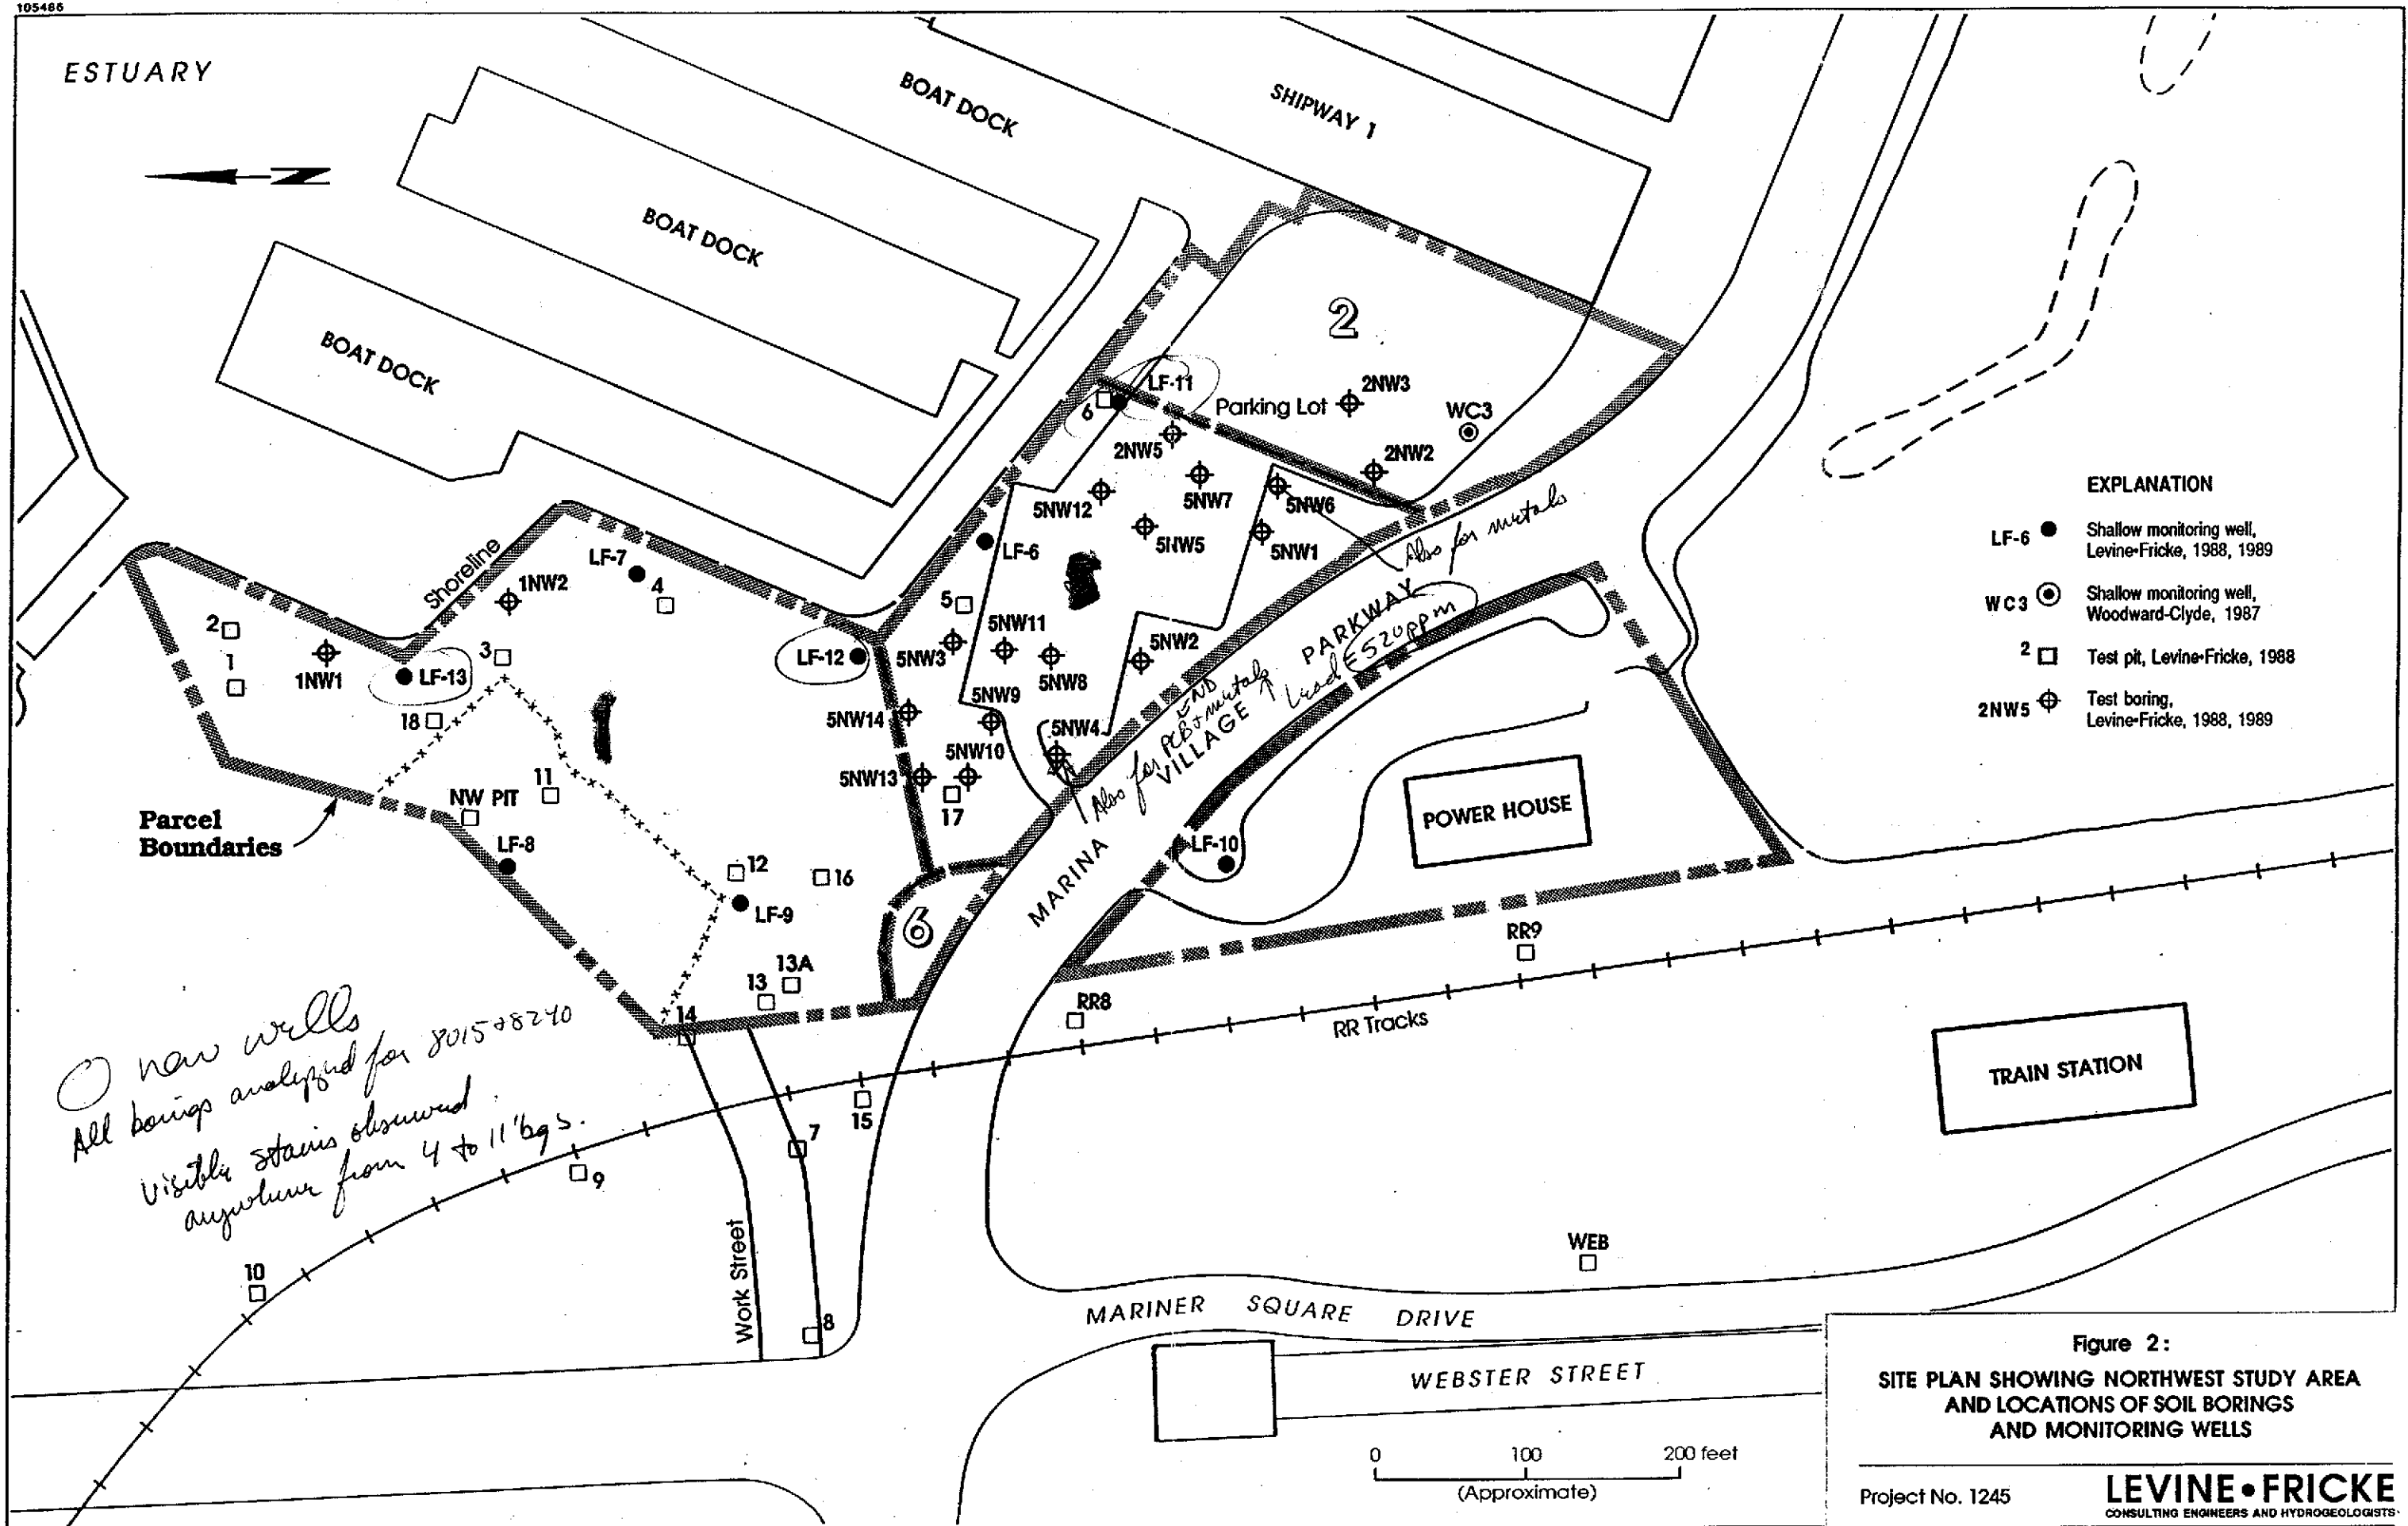 105486
ESTUARY
BOAT DOCK
SHIPWAY 1
N
BOAT DOCK
BOAT DOCK
2
LF-11
6
Parking Lot
2NW3
WC3
2NW5
2NW2
5NW12
5NW7
5NW6
5NW5
5NW1
Also for metals
LF-6
Shoreline
LF-7
4
1NW2
5
2
1
1NW1
LF-13
3
LF-12
5NW3
5NW11
5NW8
5NW2
18
5NW14
5NW9
5NW4
5NW10
5NW13
17
11
NW PIT
LF-8
12
16
LF-9
13A
13
14
6
Parcel
Boundaries
MARINA
VILLAGE
PARKWAY
Also for PCB + metals
= ND
Lead = 520 ppm
LF-10
POWER HOUSE
RR9
RR8
RR Tracks
TRAIN STATION
new wells
All borings analyzed for 8015 + 8240
visible stains observed
anywhere from 4 to 11' bgs.
15
7
9
10
8
Work Street
WEB
MARINER SQUARE DRIVE
WEBSTER STREET
0 100 200 feet
(Approximate)
EXPLANATION
LF-6 Shallow monitoring well,
Levine•Fricke, 1988, 1989
WC3 Shallow monitoring well,
Woodward-Clyde, 1987
2 Test pit, Levine•Fricke, 1988
2NW5 Test boring,
Levine•Fricke, 1988, 1989
Figure 2:
SITE PLAN SHOWING NORTHWEST STUDY AREA
AND LOCATIONS OF SOIL BORINGS
AND MONITORING WELLS
Project No. 1245
LEVINE•FRICKE
CONSULTING ENGINEERS AND HYDROGEOLOGISTS